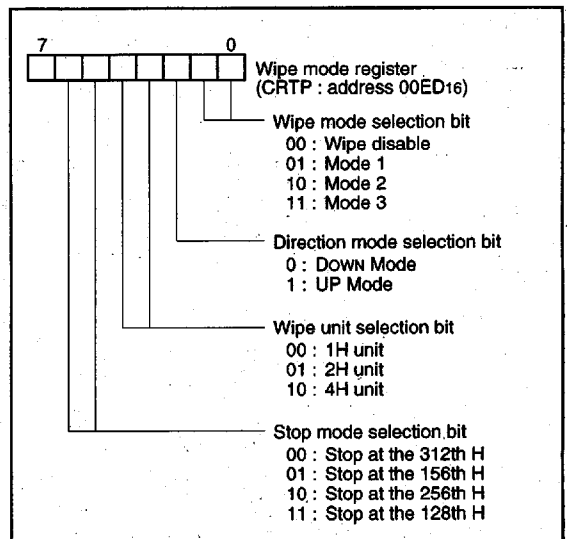 7 0
Wipe mode register
(CRTP : address 00ED16)
Wipe mode selection bit
00 : Wipe disable
01 : Mode 1
10 : Mode 2
11 : Mode 3
Direction mode selection bit
0 : DOWN Mode
1 : UP Mode
Wipe unit selection bit
00 : 1H unit
01 : 2H unit
10 : 4H unit
Stop mode selection bit
00 : Stop at the 312th H
01 : Stop at the 156th H
10 : Stop at the 256th H
11 : Stop at the 128th H